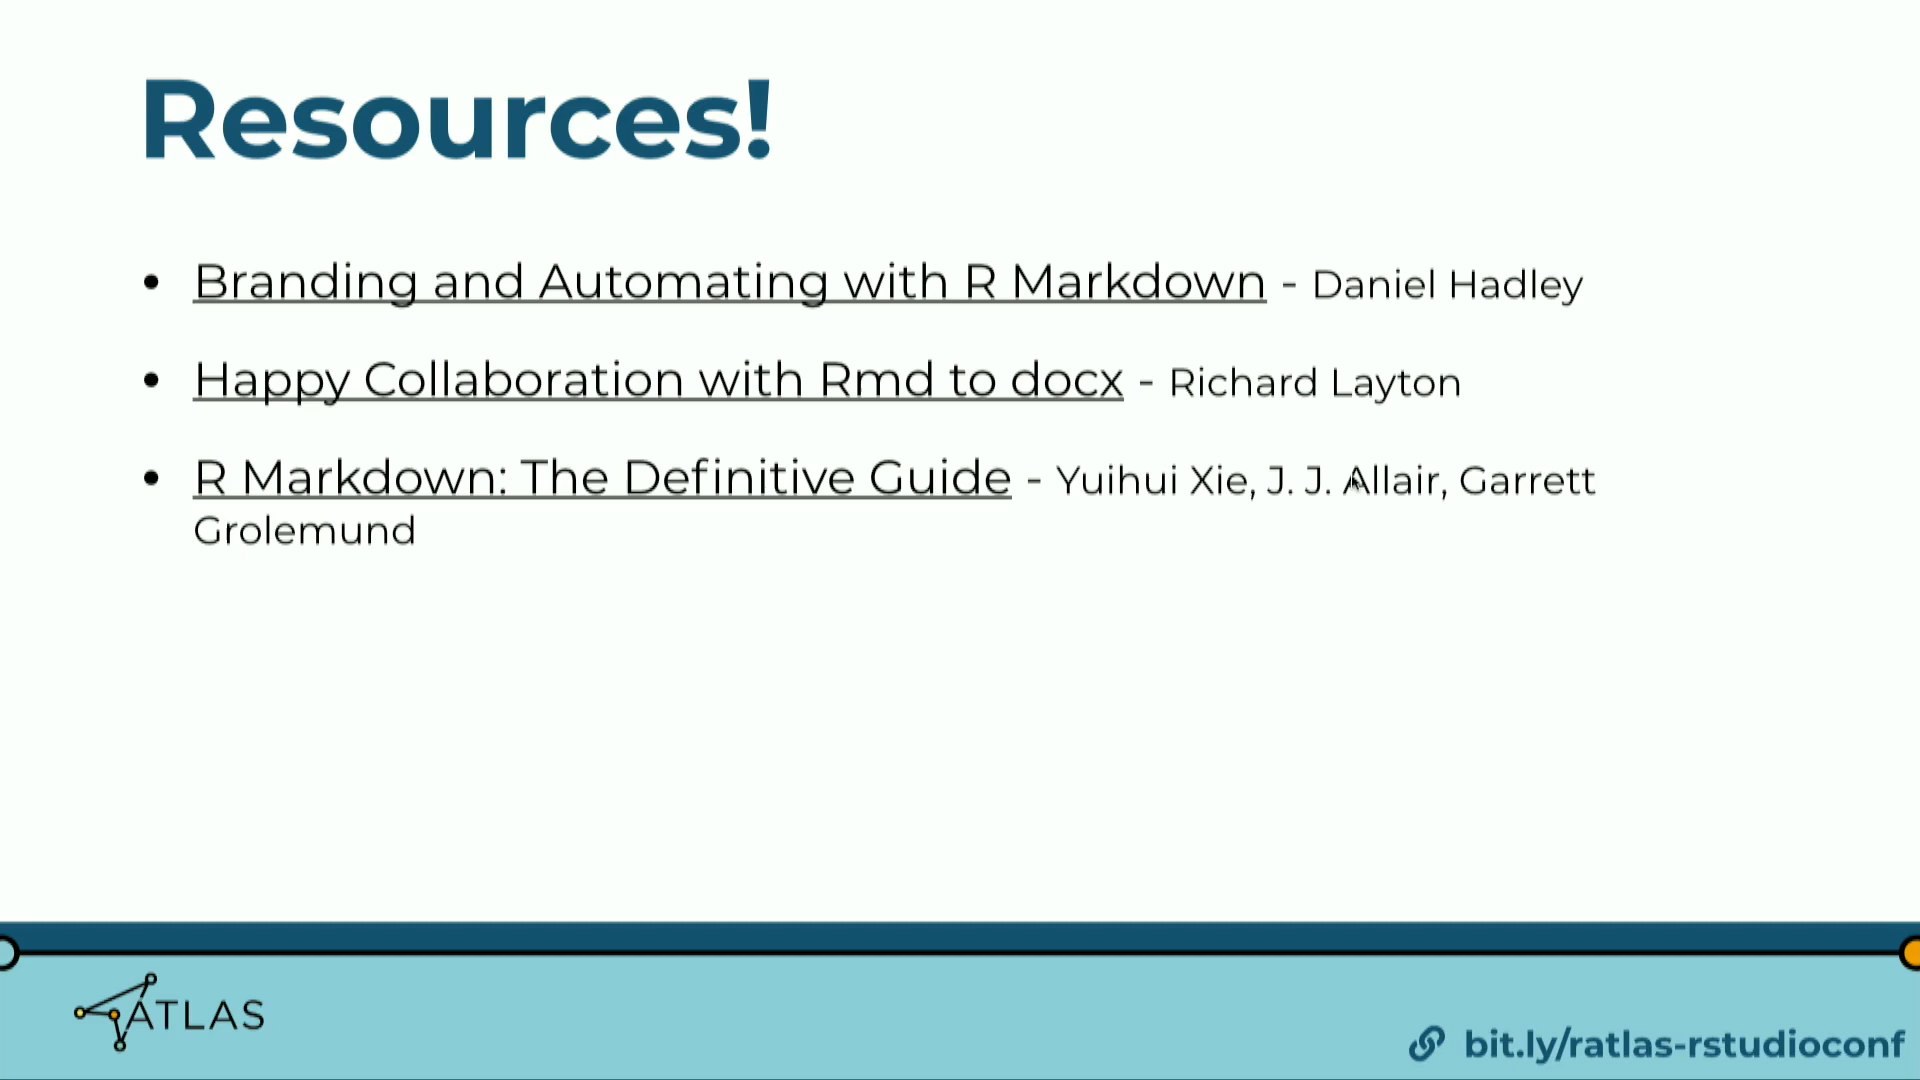 Resources!
• Branding and Automating with R Markdown - Daniel Hadley
• Happy Collaboration with Rmd to docx - Richard Layton
• R Markdown: The Definitive Guide - Yuihui Xie, J. J. Allair, Garrett
Grolemund
ATLAS
bit.ly/ratlas-rstudioconf